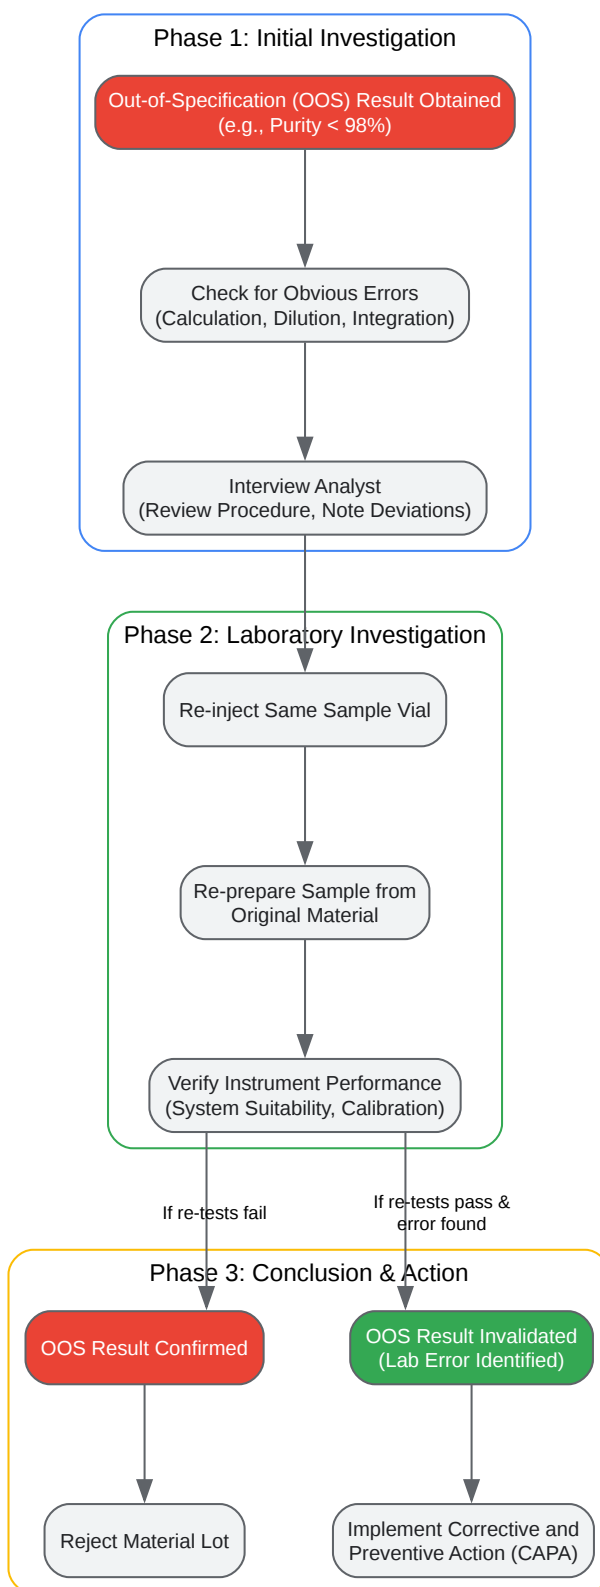 Phase 1: Initial Investigation
Out-of-Specification (OOS) Result Obtained
(e.g., Purity < 98%)
Check for Obvious Errors
(Calculation, Dilution, Integration)
Interview Analyst
(Review Procedure, Note Deviations)
Phase 2: Laboratory Investigation
Re-inject Same Sample Vial
Re-prepare Sample from
Original Material
Verify Instrument Performance
(System Suitability, Calibration)
If re-tests fail
If re-tests pass &
error found
Phase 3: Conclusion & Action
OOS Result Confirmed
OOS Result Invalidated
(Lab Error Identified)
Reject Material Lot
Implement Corrective and
Preventive Action (CAPA)